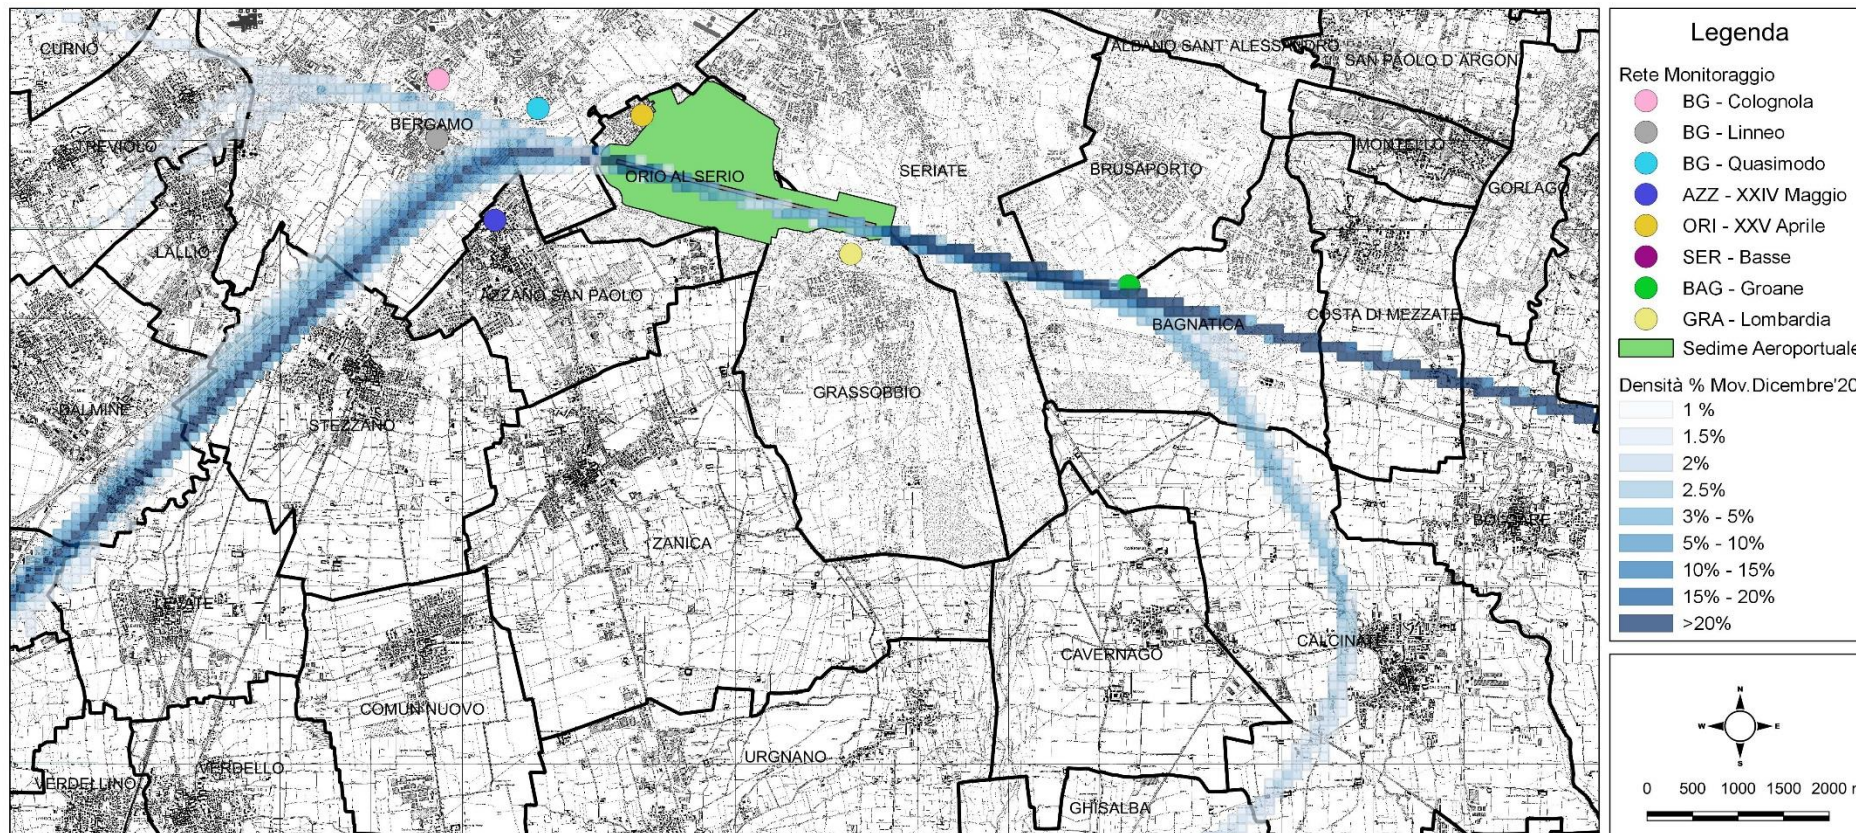 CURNO
ALBANO SANT'ALESSANDRO
SAN PAOLO D'ARGON
BERGAMO
TREVIOLO
MONTELLO
ORIO AL SERIO
SERIATE
BRUSAPORTO
GORLAGO
LALLIO
AZZANO SAN PAOLO
BAGNATICA
COSTA DI MEZZATE
GRASSOBBIO
DALMINE
STEZZANO
ZANICA
BOLGARE
LEVATE
CALCINATE
CAVERNAGO
COMUN NUOVO
URGNANO
VERDELLINO
VERDELLO
GHISALBA
Legenda
Rete Monitoraggio
BG - Colognola
BG - Linneo
BG - Quasimodo
AZZ - XXIV Maggio
ORI - XXV Aprile
SER - Basse
BAG - Groane
GRA - Lombardia
Sedime Aeroportuale
Densità % Mov.Dicembre'20
1 %
1.5%
2%
2.5%
3% - 5%
5% - 10%
10% - 15%
15% - 20%
>20%
N
W E
S
0 500 1000 1500 2000 m